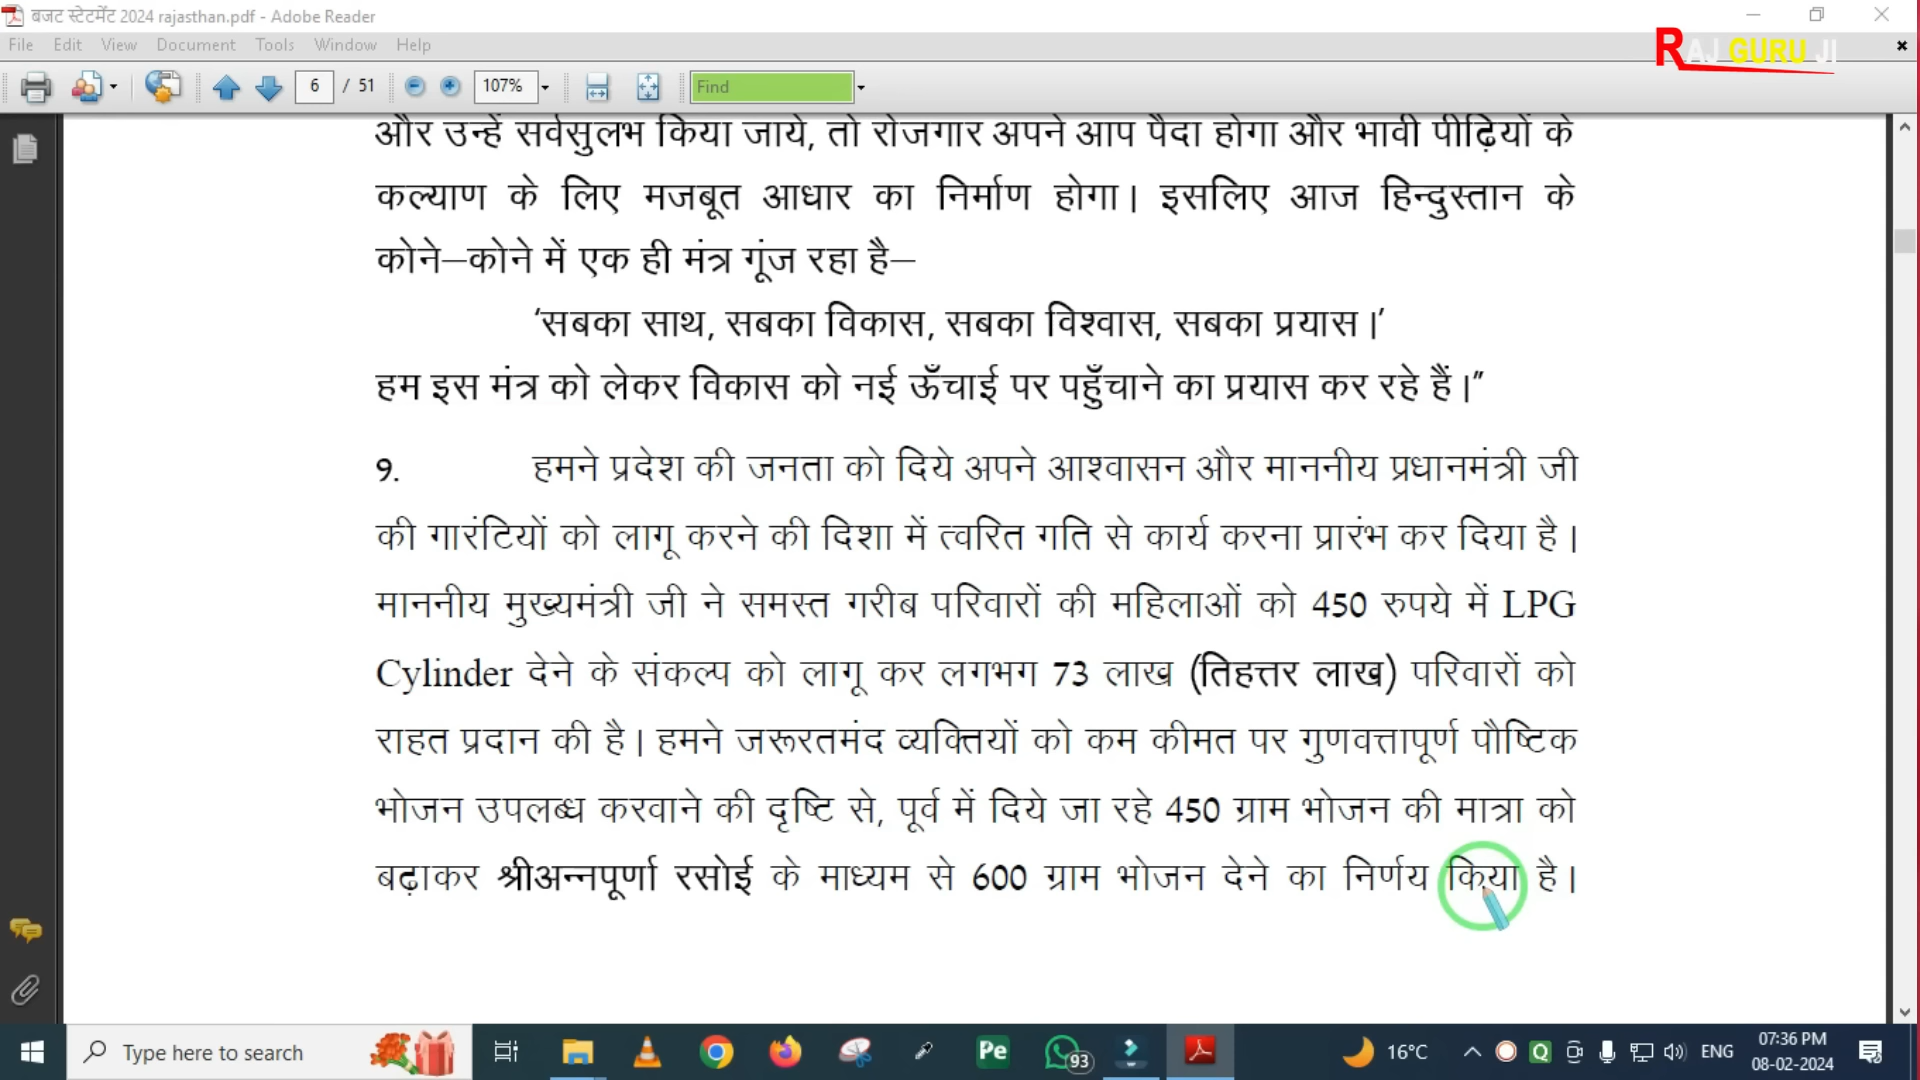 बजट स्टेटमेंट 2024 rajasthan.pdf - Adobe Reader
File Edit View Document Tools Window Help
RAJ GURU JI
6 / 51 107% Find
और उन्हें सर्वसुलभ किया जाये, तो रोजगार अपने आप पैदा होगा और भावी पीढ़ियों के
कल्याण के लिए मजबूत आधार का निर्माण होगा। इसलिए आज हिन्दुस्तान के
कोने–कोने में एक ही मंत्र गूंज रहा है–
‘सबका साथ, सबका विकास, सबका विश्वास, सबका प्रयास।’
हम इस मंत्र को लेकर विकास को नई ऊँचाई पर पहुँचाने का प्रयास कर रहे हैं।”
9. हमने प्रदेश की जनता को दिये अपने आश्वासन और माननीय प्रधानमंत्री जी
की गारंटियों को लागू करने की दिशा में त्वरित गति से कार्य करना प्रारंभ कर दिया है।
माननीय मुख्यमंत्री जी ने समस्त गरीब परिवारों की महिलाओं को 450 रुपये में LPG
Cylinder देने के संकल्प को लागू कर लगभग 73 लाख (तिहत्तर लाख) परिवारों को
राहत प्रदान की है। हमने जरूरतमंद व्यक्तियों को कम कीमत पर गुणवत्तापूर्ण पौष्टिक
भोजन उपलब्ध करवाने की दृष्टि से, पूर्व में दिये जा रहे 450 ग्राम भोजन की मात्रा को
बढ़ाकर श्रीअन्नपूर्णा रसोई के माध्यम से 600 ग्राम भोजन देने का निर्णय किया है।
Type here to search Pe 93 16°C ENG 07:36 PM
08-02-2024